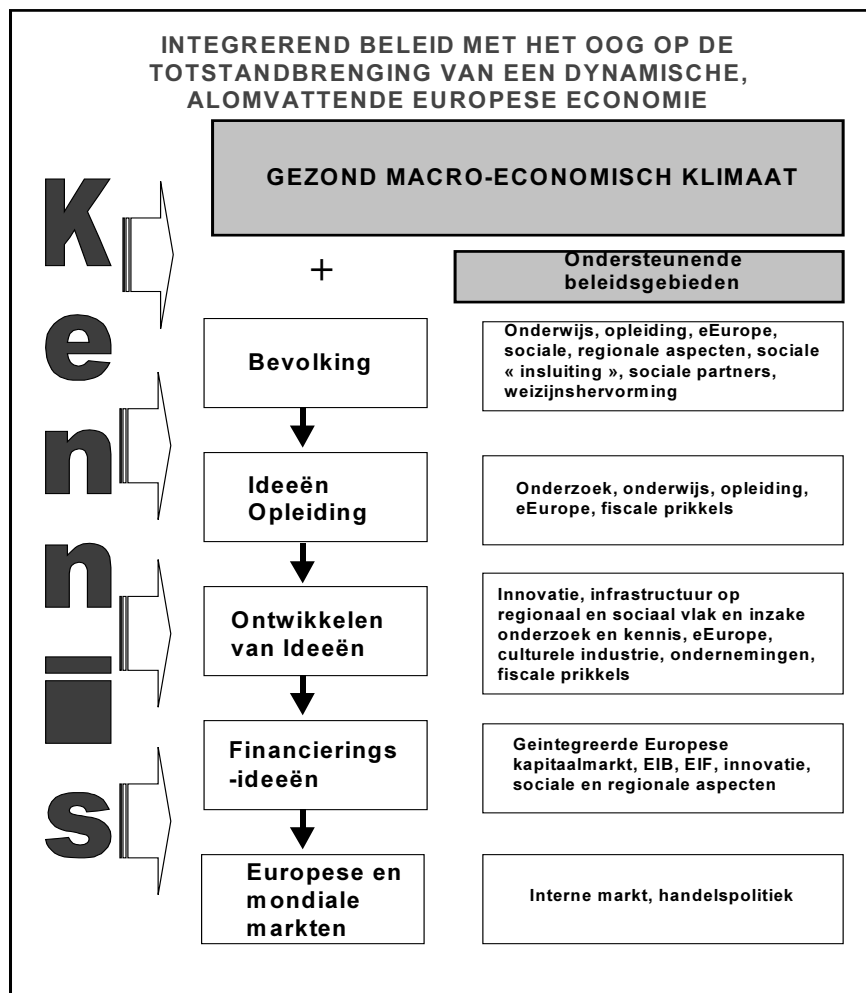 INTEGREREND BELEID MET HET OOG OP DE
TOTSTANDBRENGING VAN EEN DYNAMISCHE,
ALOMVATTENDE EUROPESE ECONOMIE
Kennis
GEZOND MACRO-ECONOMISCH KLIMAAT
+
Ondersteunende
beleidsgebieden
Bevolking
Onderwijs, opleiding, eEurope,
sociale, regionale aspecten, sociale
« insluiting », sociale partners,
weizijnshervorming
Ideeën
Opleiding
Onderzoek, onderwijs, opleiding,
eEurope, fiscale prikkels
Ontwikkelen
van Ideeën
Innovatie, infrastructuur op
regionaal en sociaal vlak en inzake
onderzoek en kennis, eEurope,
culturele industrie, ondernemingen,
fiscale prikkels
Financierings
-ideeën
Geintegreerde Europese
kapitaalmarkt, EIB, EIF, innovatie,
sociale en regionale aspecten
Europese en
mondiale
markten
Interne markt, handelspolitiek